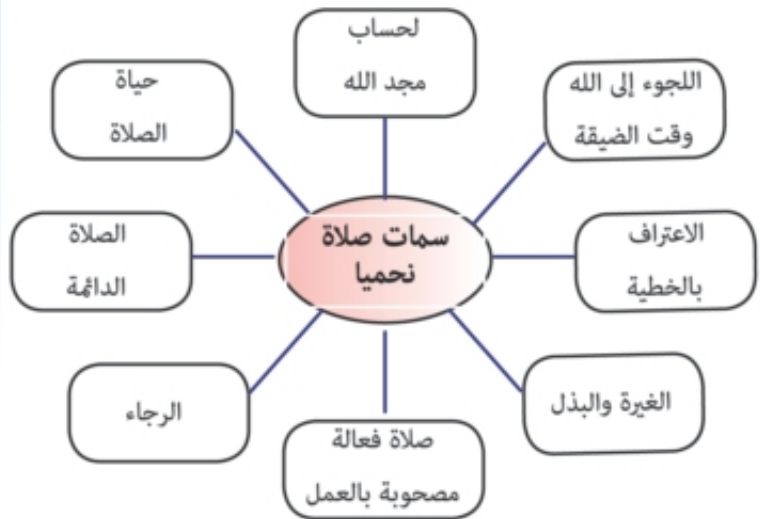 لحساب
مجد الله
اللجوء إلى الله
وقت الضيقة
حياة
الصلاة
سمات صلاة
نحميا
الاعتراف
بالخطية
الصلاة
الدائمة
الغيرة والبذل
الرجاء
صلاة فعالة
مصحوبة بالعمل